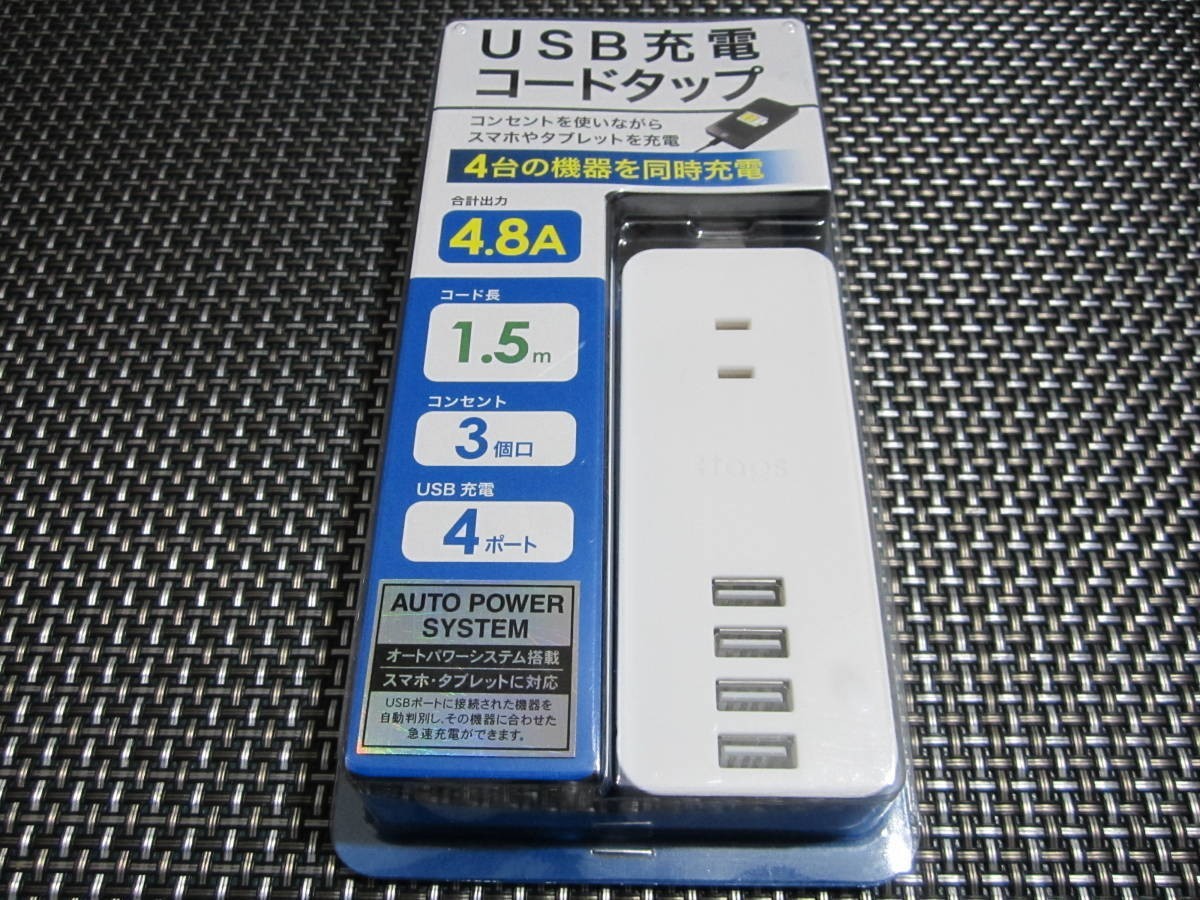 USB充電
コードタップ
コンセントを使いながら
スマホやタブレットを充電
4台の機器を同時充電
合計出力
4.8A
コード長
1.5m
コンセント
3個口
USB充電
4ポート
AUTO POWER
SYSTEM
オートパワーシステム搭載
スマホ・タブレットに対応
USBポートに接続された機器を
自動判別し、その機器に合わせた
急速充電ができます。